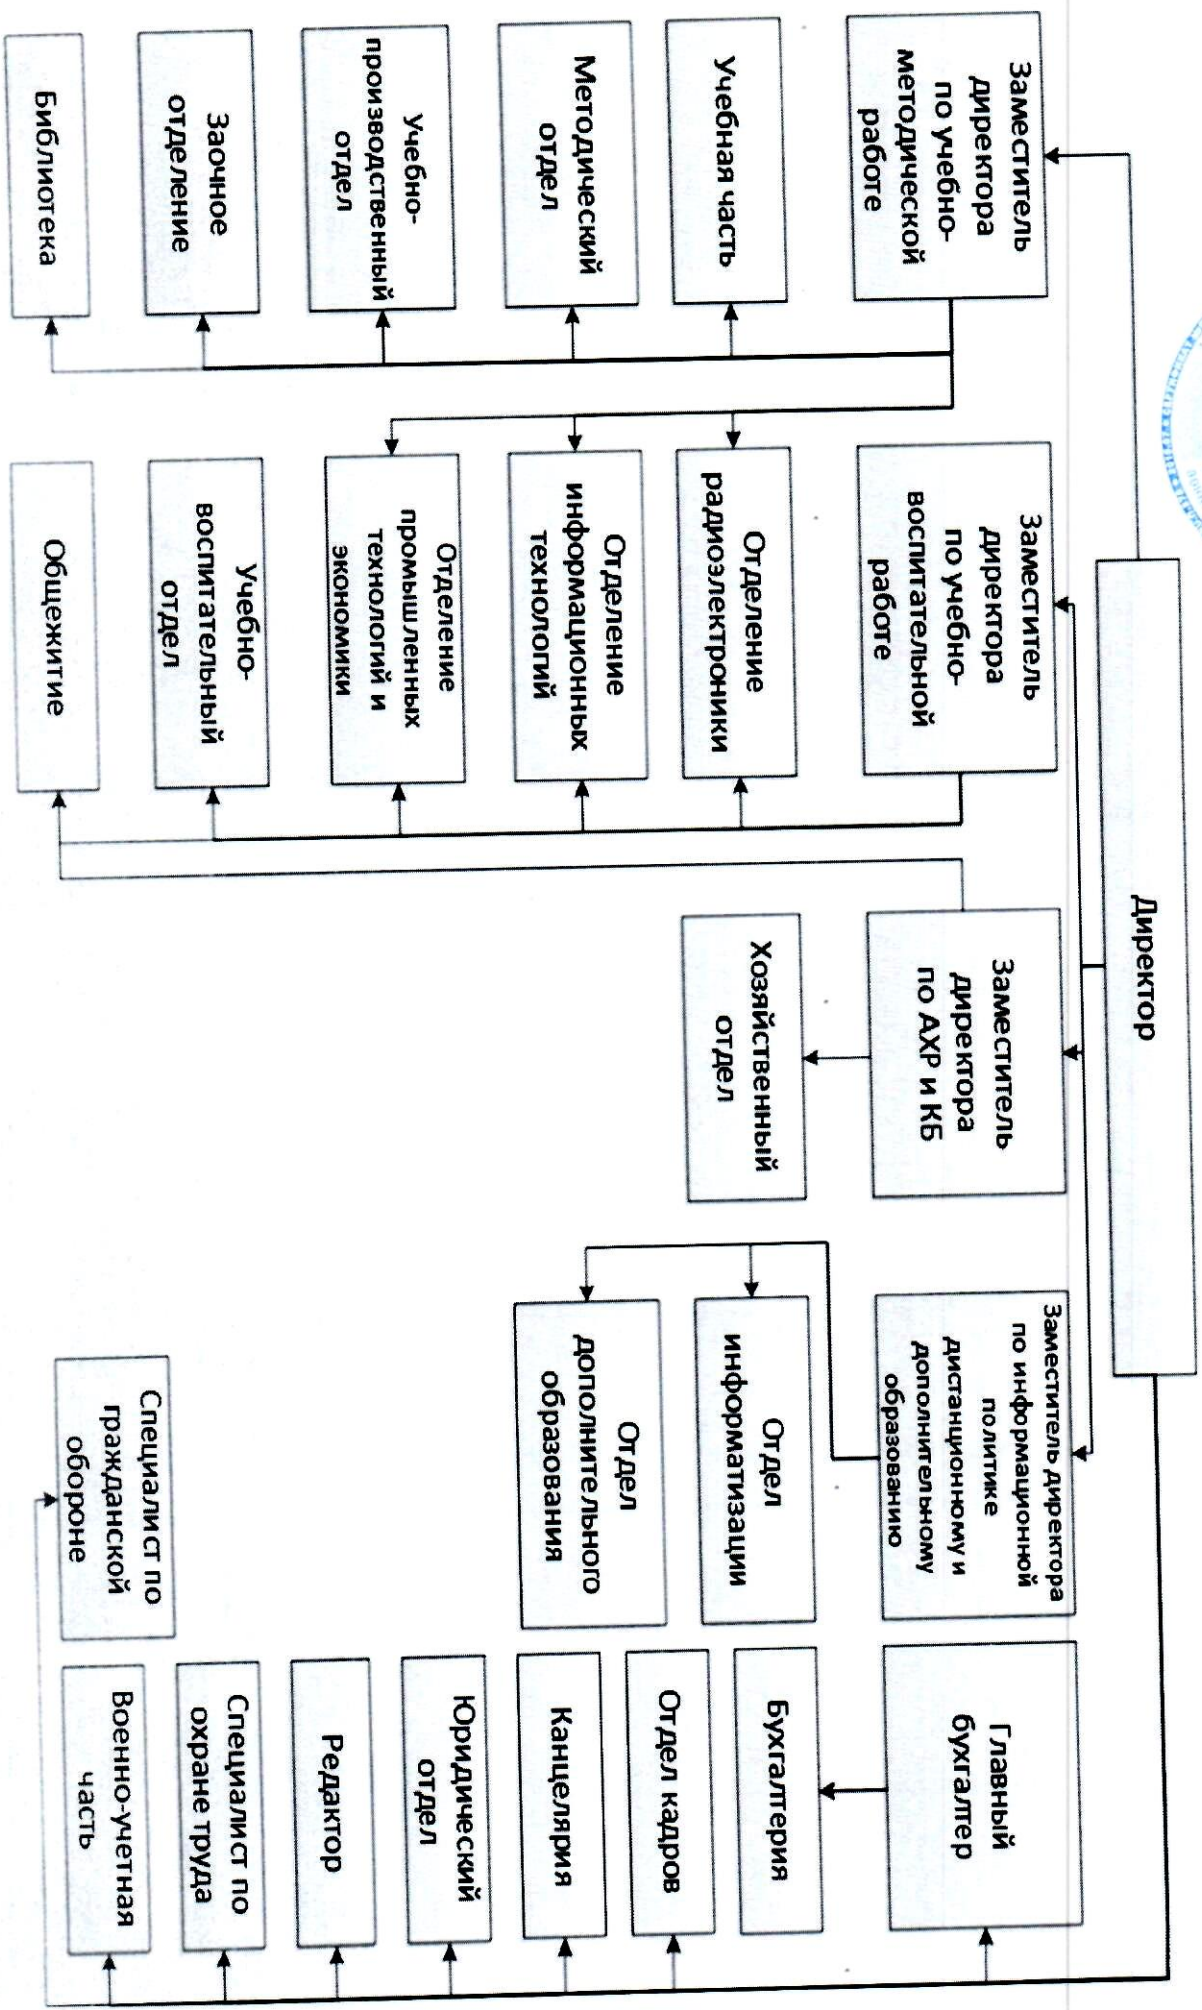 Директор
Заместитель
директора
по учебно-
методической
работе
Учебная часть
Методический
отдел
Учебно-
производственный
отдел
Заочное
отделение
Библиотека
Заместитель
директора
по учебно-
воспитательной
работе
Отделение
радиоэлектроники
Отделение
информационных
технологий
Отделение
промышленных
технологий и
экономики
Учебно-
воспитательный
отдел
Общежитие
Заместитель
директора
по АХР и КБ
Хозяйственный
отдел
Заместитель директора
по информационной
политике
дистанционному и
дополнительному
образованию
Отдел
информатизации
Отдел
дополнительного
образования
Специалист по
гражданской
обороне
Главный
бухгалтер
Бухгалтерия
Отдел кадров
Канцелярия
Юридический
отдел
Редактор
Специалист по
охране труда
Военно-учетная
часть